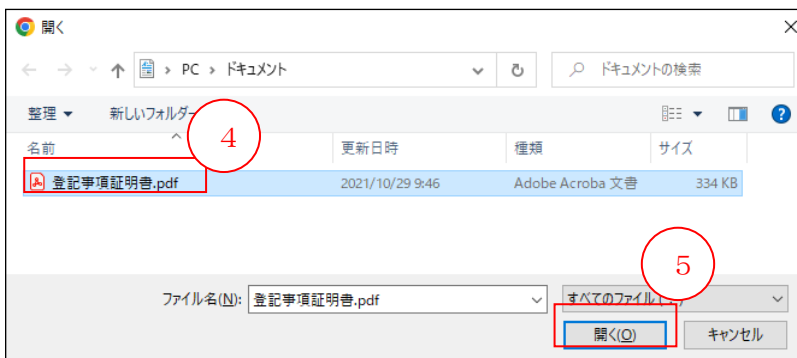 開く
PC › ドキュメント
ドキュメントの検索
整理 新しいフォルダー
4
名前 更新日時 種類 サイズ
登記事項証明書.pdf 2021/10/29 9:46 Adobe Acroba 文書 334 KB
5
ファイル名(N): 登記事項証明書.pdf すべてのファイル
開く(O) キャンセル